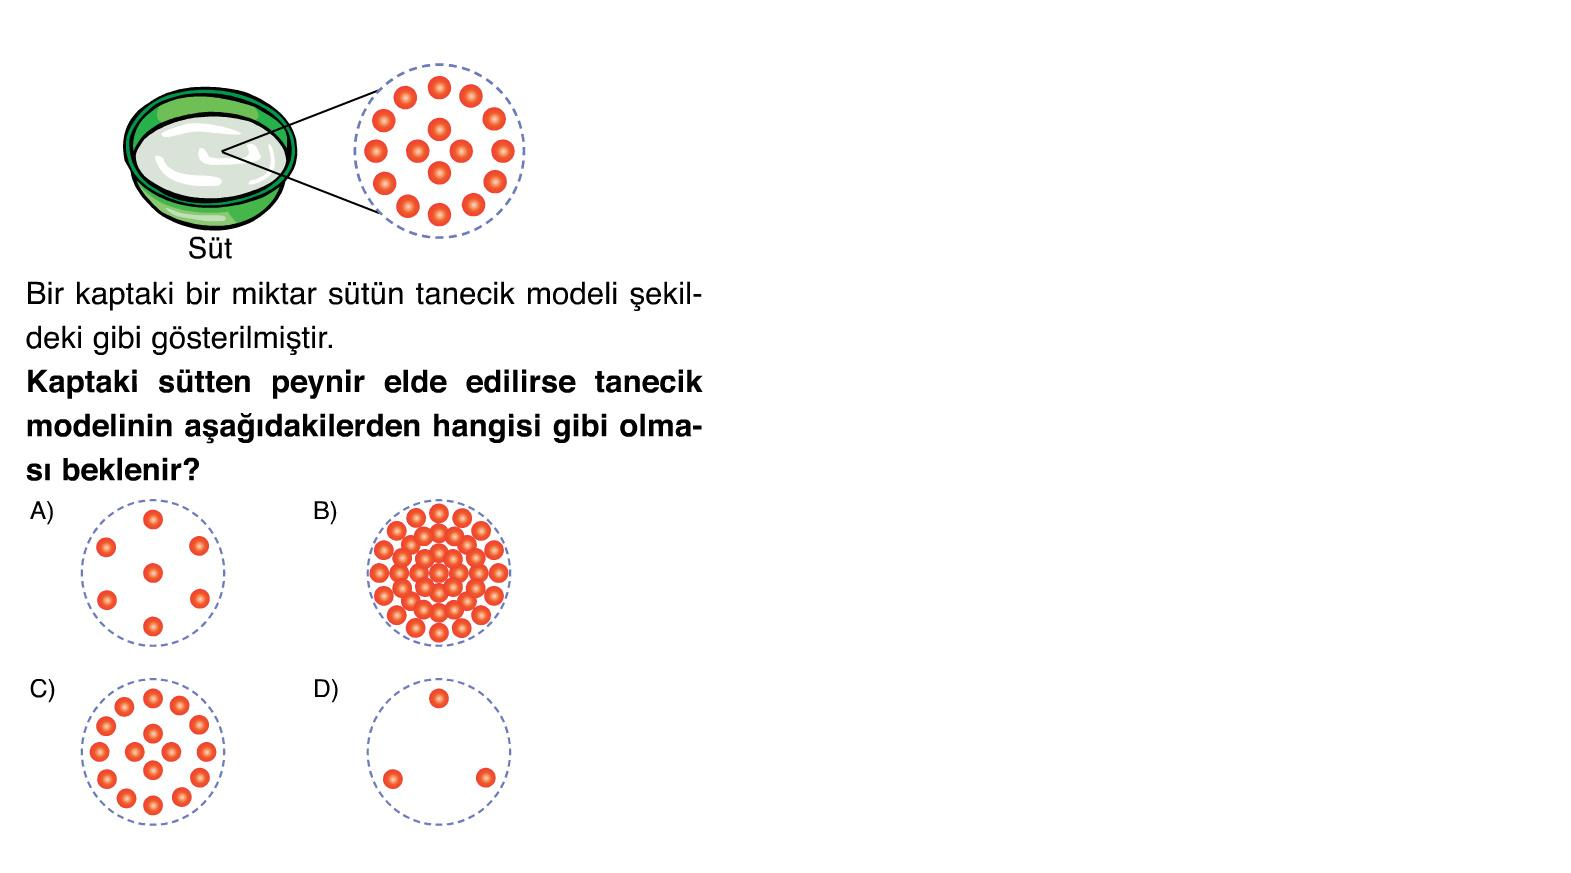 Süt
Bir kaptaki bir miktar sütün tanecik modeli şekil-
deki gibi gösterilmiştir.
Kaptaki sütten peynir elde edilirse tanecik
modelinin aşağıdakilerden hangisi gibi olma-
sı beklenir?
A) B)
C) D)